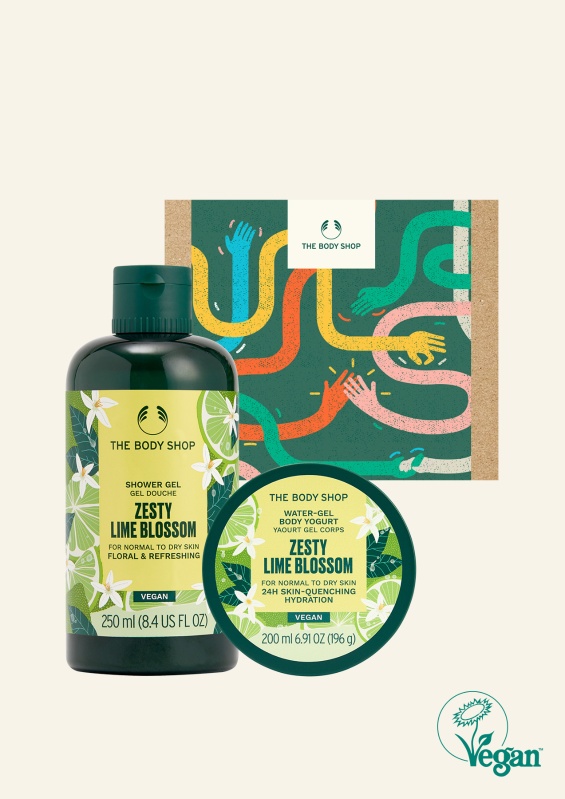 THE BODY SHOP
THE BODY SHOP
SHOWER GEL
GEL DOUCHE
ZESTY
LIME BLOSSOM
FOR NORMAL TO DRY SKIN
FLORAL & REFRESHING
VEGAN
250 ml (8.4 US FL OZ)
THE BODY SHOP
WATER-GEL
BODY YOGURT
YAOURT GEL CORPS
ZESTY
LIME BLOSSOM
FOR NORMAL TO DRY SKIN
24H SKIN-QUENCHING
HYDRATION
VEGAN
200 ml 6.91 OZ (196 g)
Vegan™